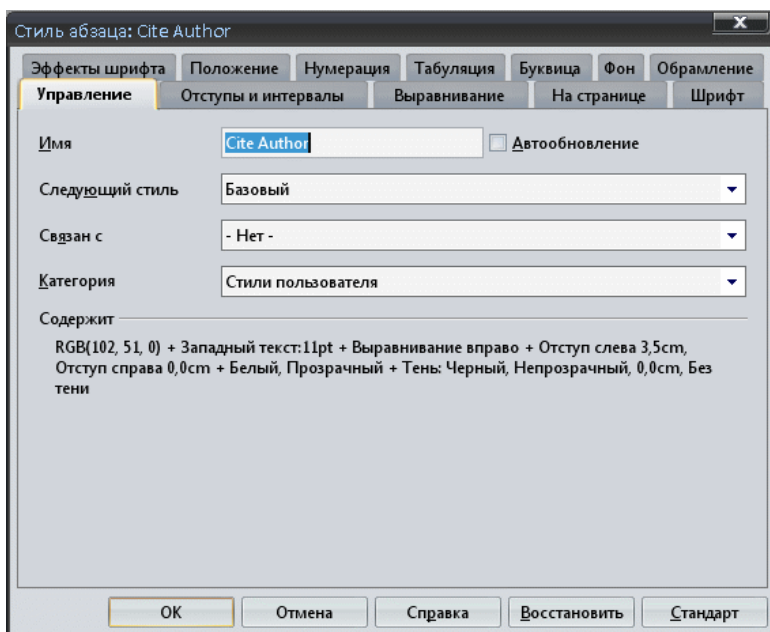 Стиль абзаца: Cite Author
Эффекты шрифта Положение Нумерация Табуляция Буквица Фон Обрамление
Управление Отступы и интервалы Выравнивание На странице Шрифт
Имя Cite Author Автообновление
Следующий стиль Базовый
Связан с - Нет -
Категория Стили пользователя
Содержит
RGB(102, 51, 0) + Западный текст:11pt + Выравнивание вправо + Отступ слева 3,5cm,
Отступ справа 0,0cm + Белый, Прозрачный + Тень: Черный, Непрозрачный, 0,0cm, Без
тени
OK Отмена Справка Восстановить Стандарт